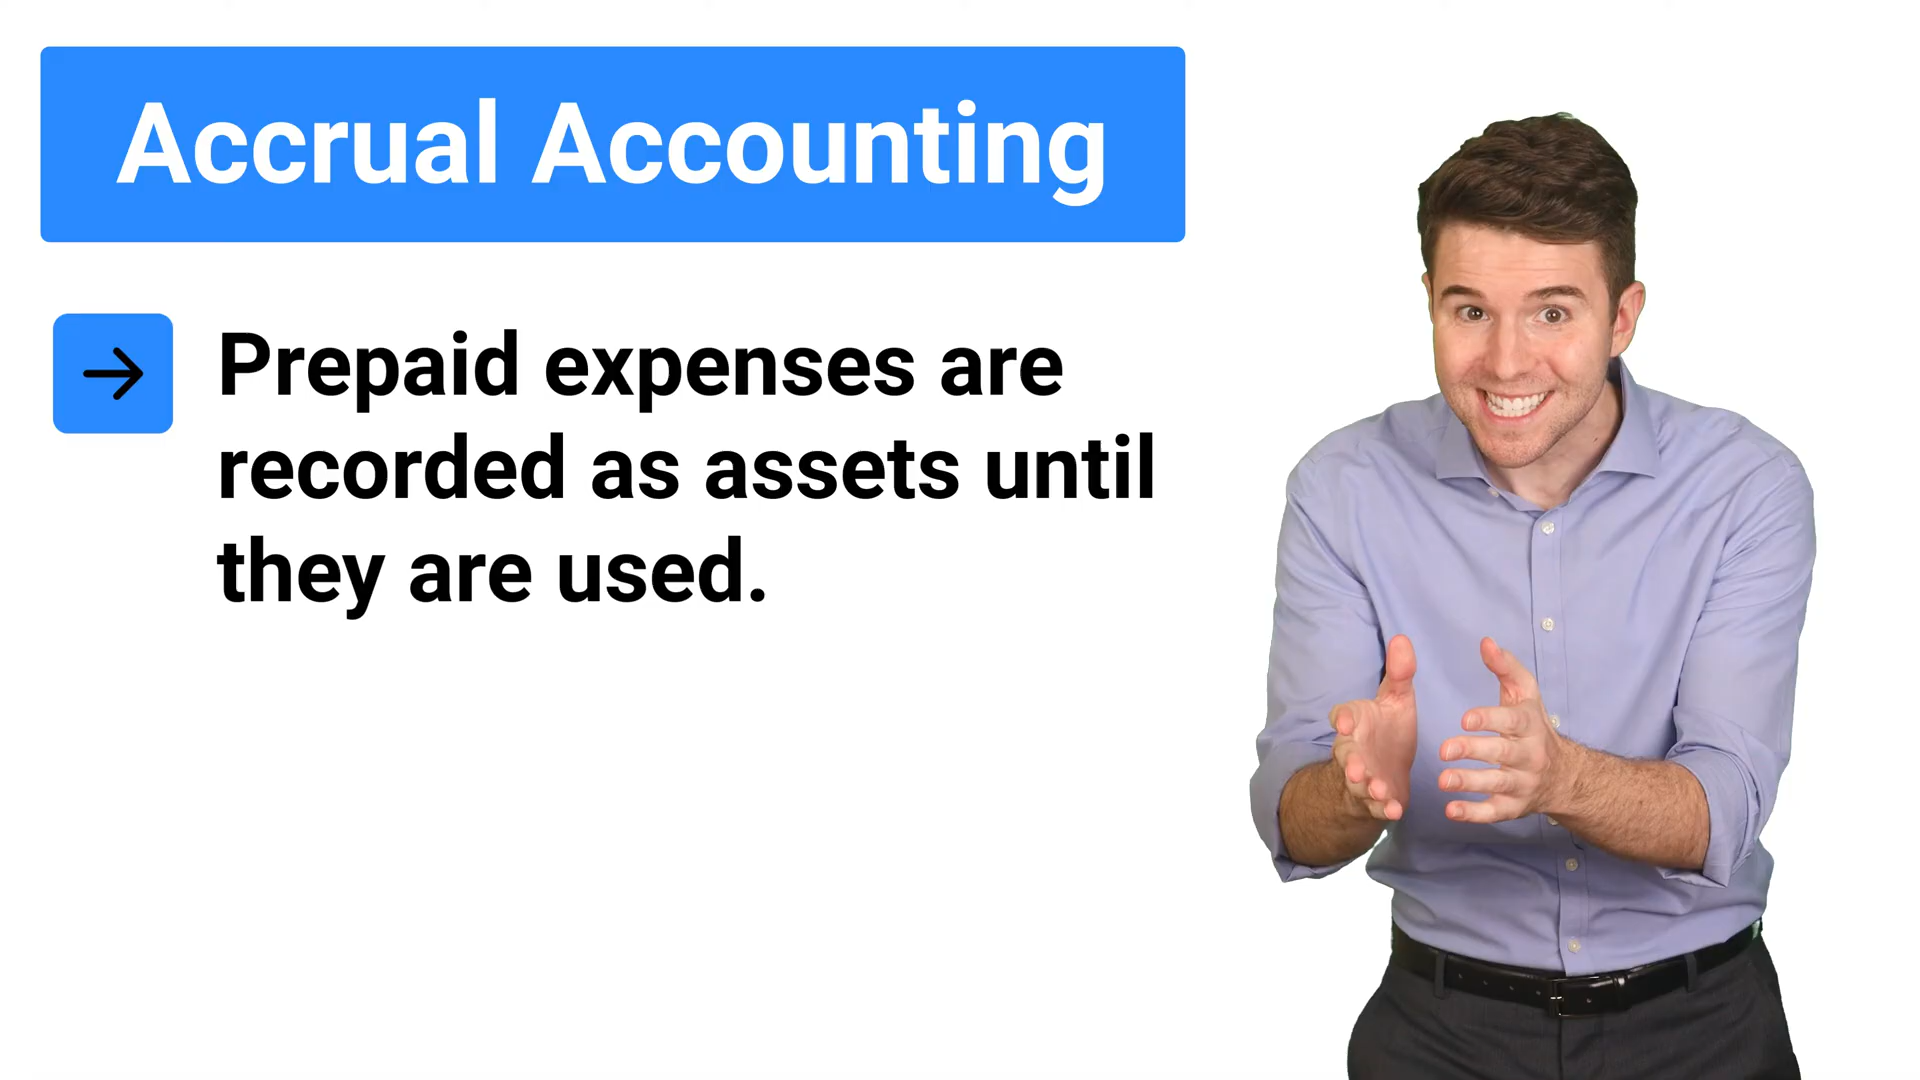 Accrual Accounting
Prepaid expenses are
recorded as assets until
they are used.